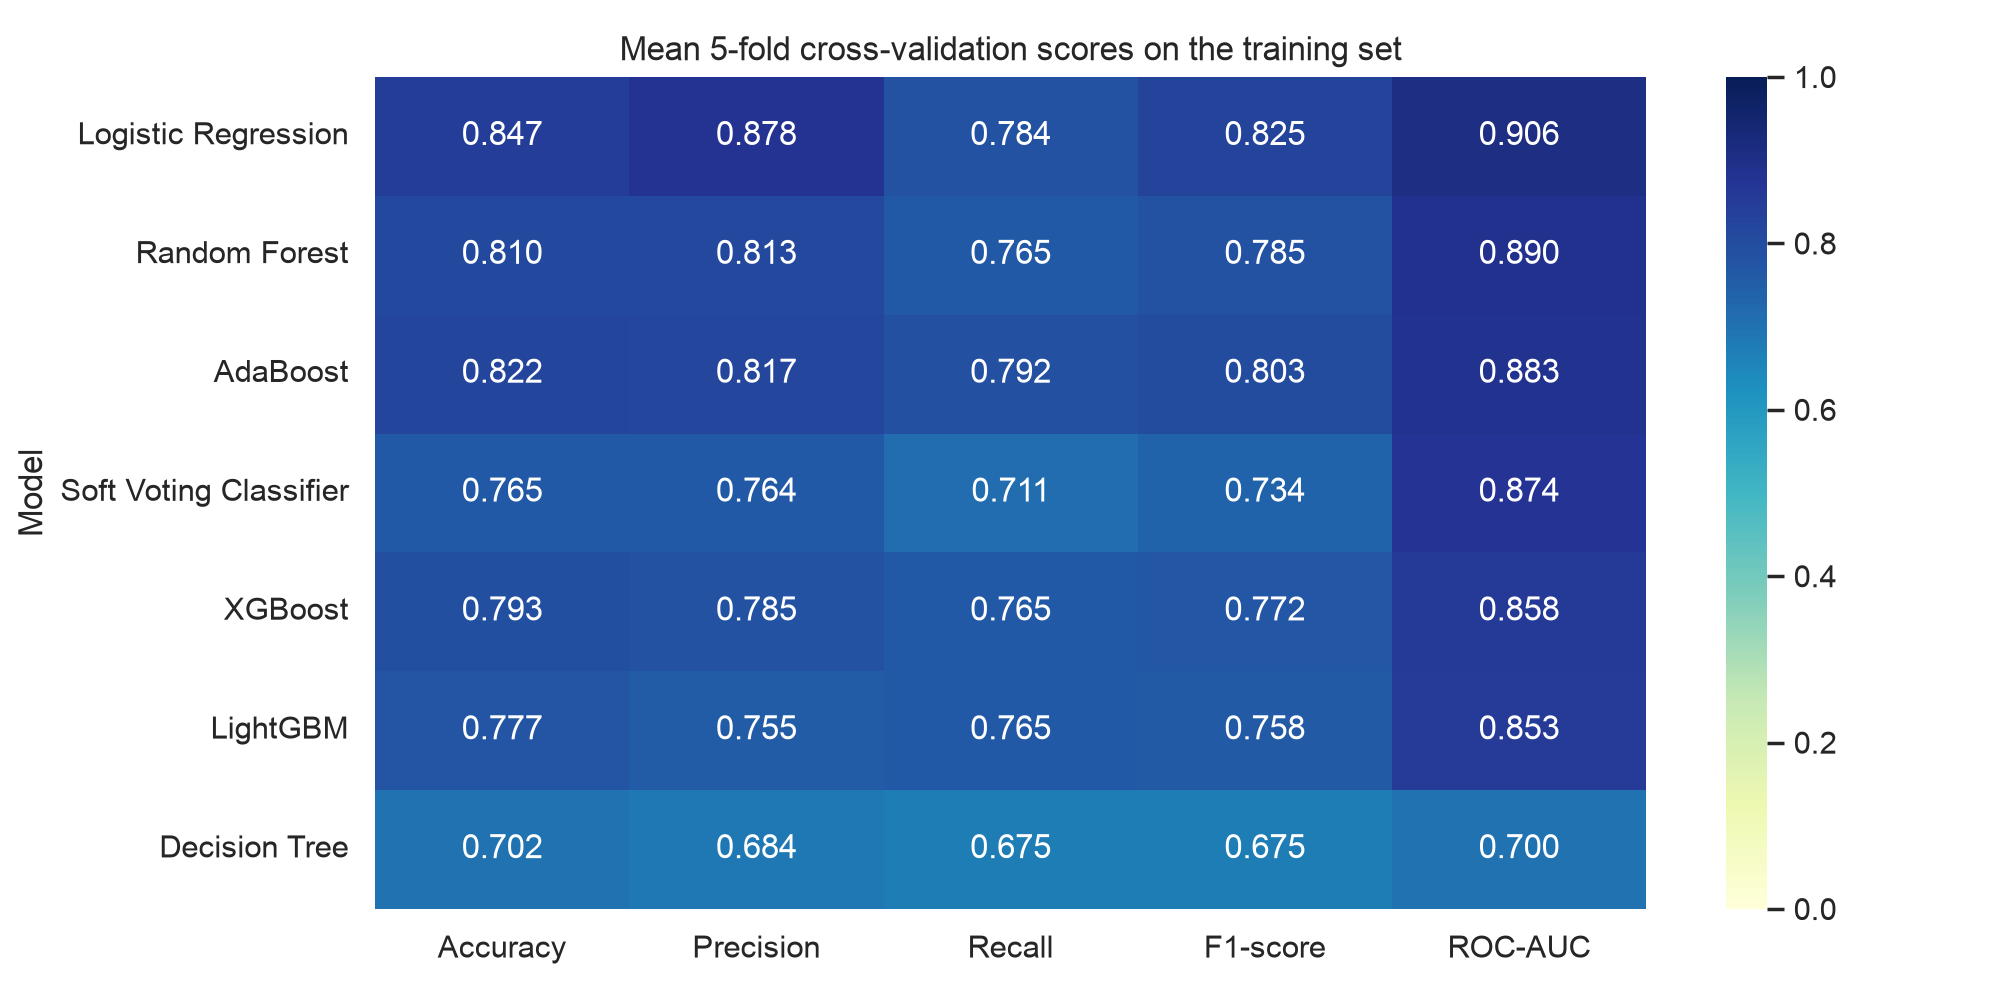 Mean 5-fold cross-validation scores on the training set
Model
Logistic Regression 0.847 0.878 0.784 0.825 0.906
Random Forest 0.810 0.813 0.765 0.785 0.890
AdaBoost 0.822 0.817 0.792 0.803 0.883
Soft Voting Classifier 0.765 0.764 0.711 0.734 0.874
XGBoost 0.793 0.785 0.765 0.772 0.858
LightGBM 0.777 0.755 0.765 0.758 0.853
Decision Tree 0.702 0.684 0.675 0.675 0.700
Accuracy Precision Recall F1-score ROC-AUC
1.0
0.8
0.6
0.4
0.2
0.0